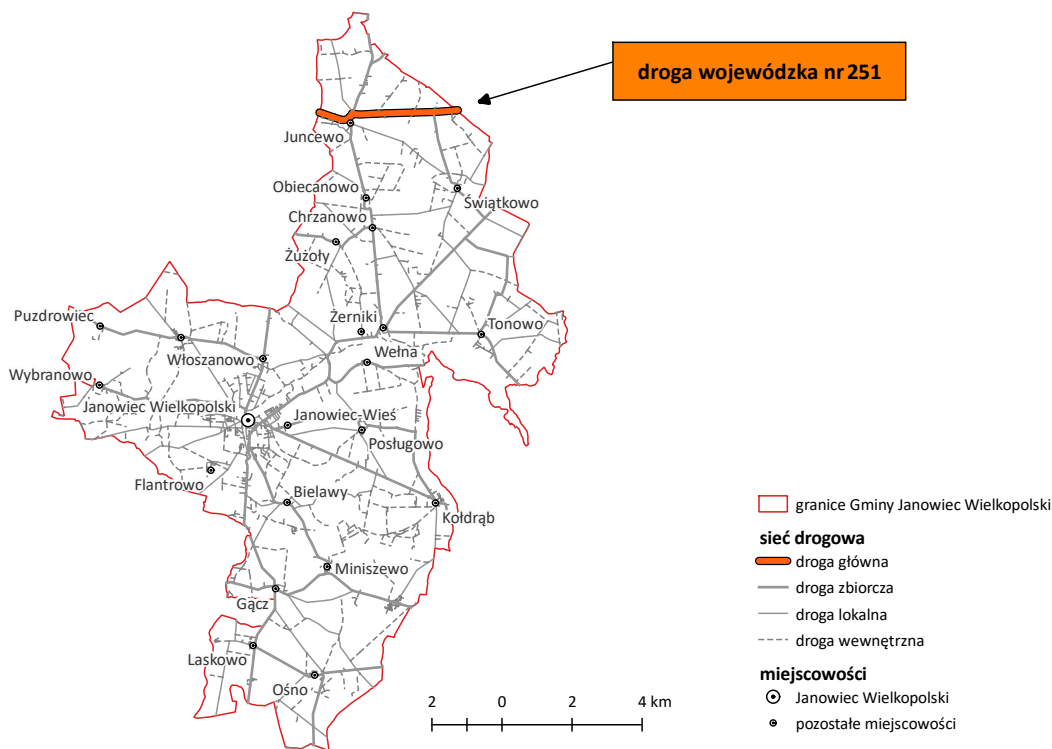 droga wojewódzka nr 251
Juncewo
Obiecanowo
Świątkowo
Chrzanowo
Żużoły
Puzdrowiec
Żerniki
Tonowo
Włoszanowo
Wełna
Wybranowo
Janowiec Wielkopolski
Janowiec-Wieś
Posługowo
Flantrowo
Bielawy
Kołdrąb
Miniszewo
Gącz
Laskowo
Ośno
granice Gminy Janowiec Wielkopolski
sieć drogowa
droga główna
droga zbiorcza
droga lokalna
droga wewnętrzna
miejscowości
Janowiec Wielkopolski
pozostałe miejscowości
2 0 2 4 km